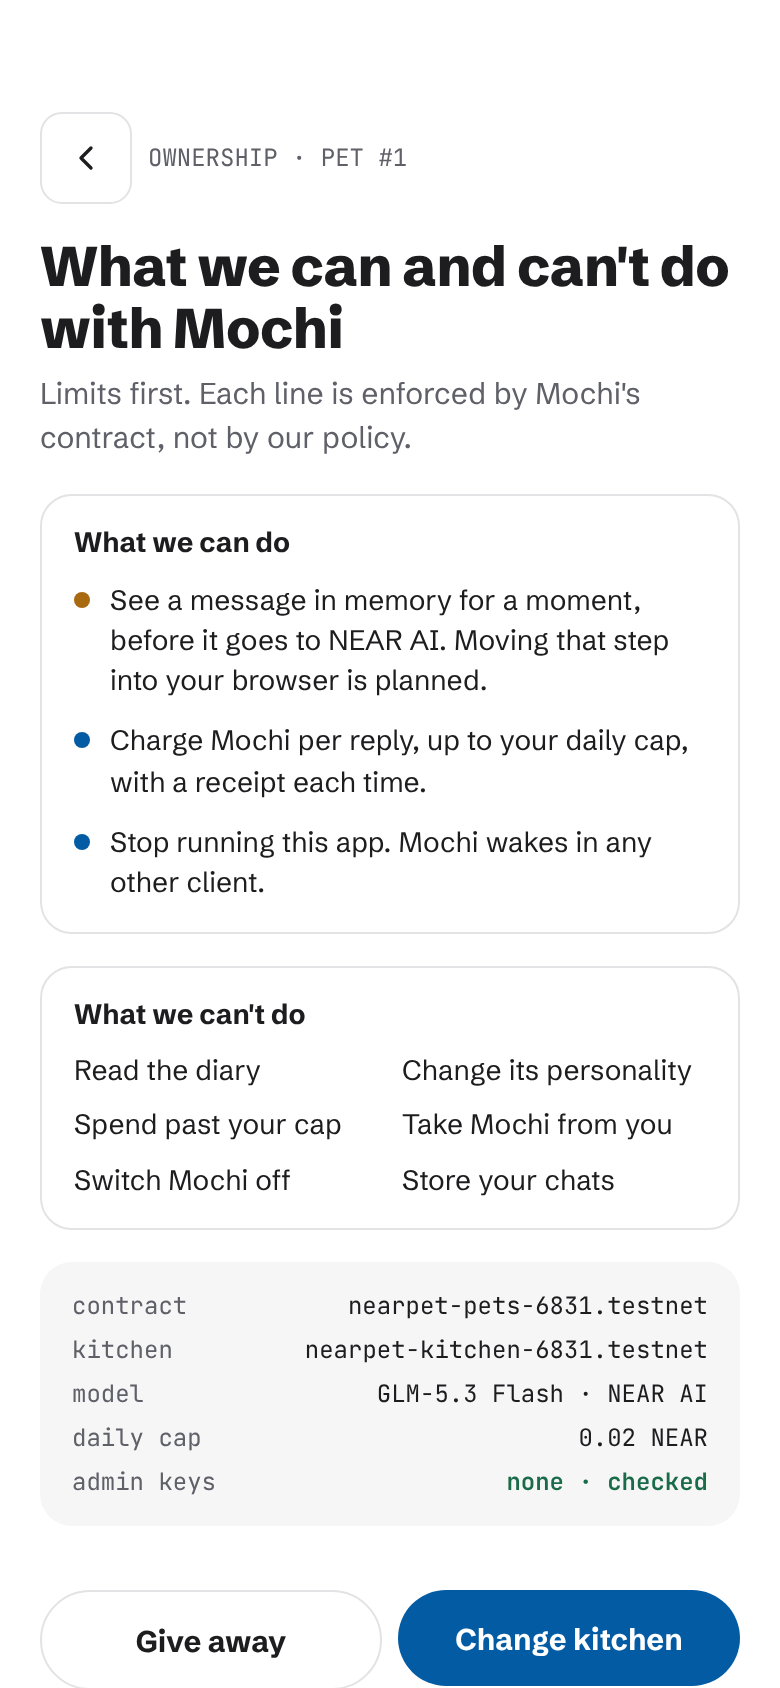 OWNERSHIP · PET #1
What we can and can't do
with Mochi
Limits first. Each line is enforced by Mochi's
contract, not by our policy.
What we can do
See a message in memory for a moment,
before it goes to NEAR AI. Moving that step
into your browser is planned.
Charge Mochi per reply, up to your daily cap,
with a receipt each time.
Stop running this app. Mochi wakes in any
other client.
What we can't do
Read the diary Change its personality
Spend past your cap Take Mochi from you
Switch Mochi off Store your chats
contract nearpet-pets-6831.testnet
kitchen nearpet-kitchen-6831.testnet
model GLM-5.3 Flash · NEAR AI
daily cap 0.02 NEAR
admin keys none · checked
Give away Change kitchen